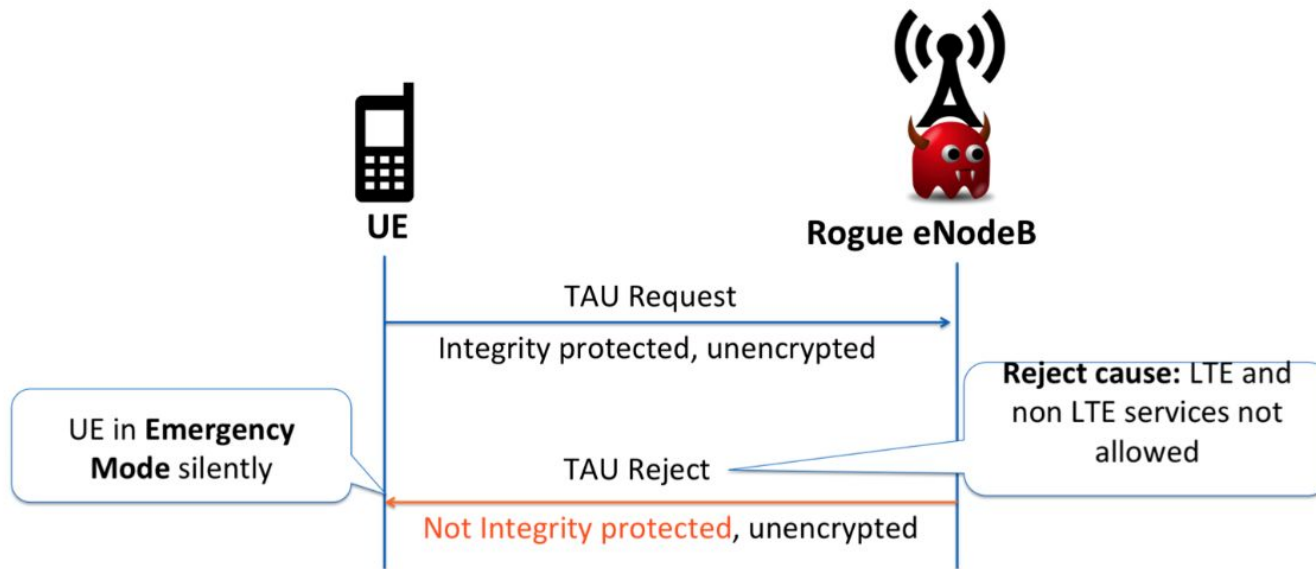 UE
Rogue eNodeB
TAU Request
Integrity protected, unencrypted
Reject cause: LTE and
non LTE services not
allowed
UE in Emergency
Mode silently
TAU Reject
Not Integrity protected, unencrypted